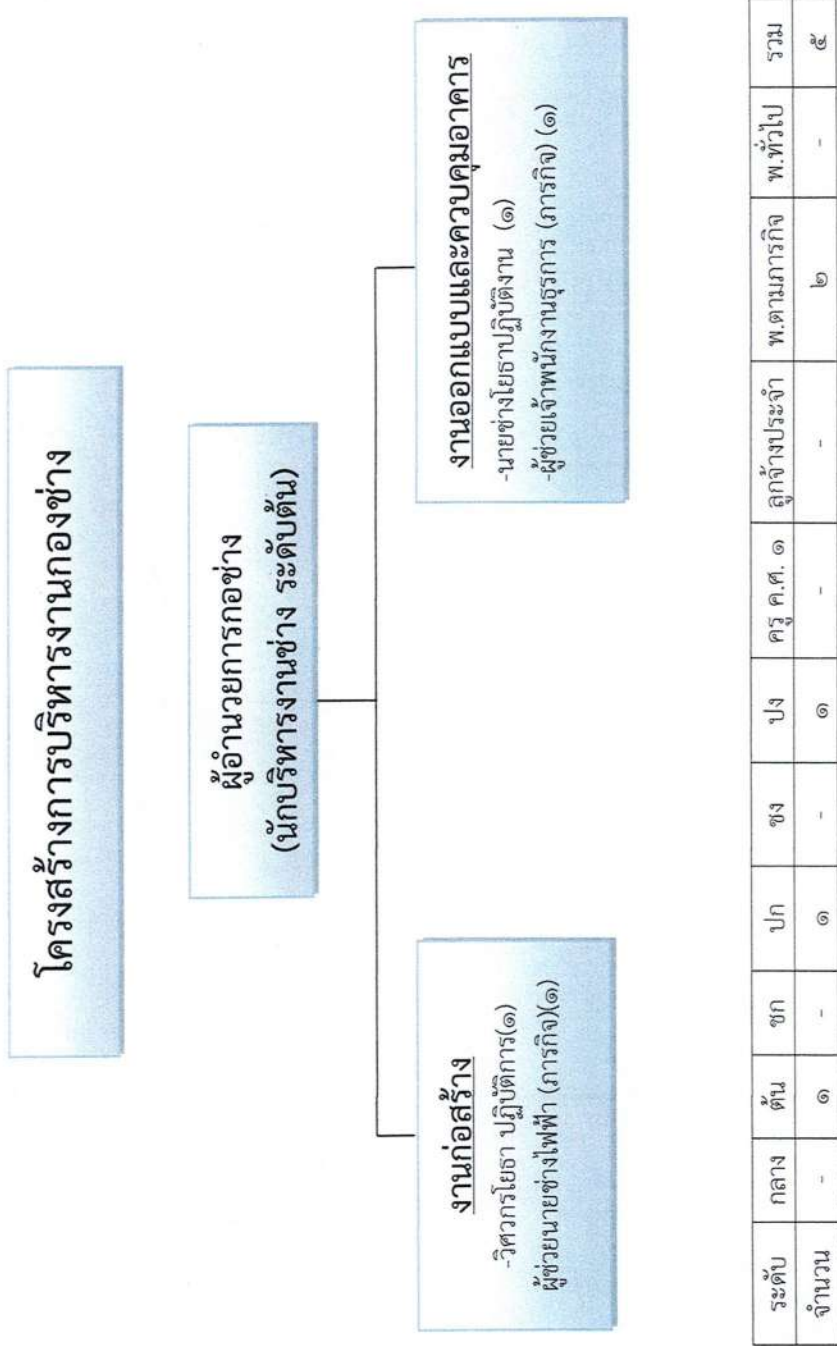 โครงสร้างการบริหารงานกองช่าง
ผู้อำนวยการกอช่าง
(นักบริหารงานช่าง ระดับต้น)
งานก่อสร้าง
-วิศวกรโยธา ปฏิบัติการ(๑)
ผู้ช่วยนายช่างไฟฟ้า (ภารกิจ)(๑)
งานออกแบบและควบคุมอาคาร
-นายช่างโยธาปฏิบัติงาน (๑)
-ผู้ช่วยเจ้าพนักงานธุรการ (ภารกิจ) (๑)
ระดับ กลาง ต้น ชก ปก ชง ปง ครู ค.ศ. ๑ ลูกจ้างประจำ พ.ตามภารกิจ พ.ทั่วไป รวม
จำนวน - ๑ - ๑ - ๑ - - ๒ - ๕